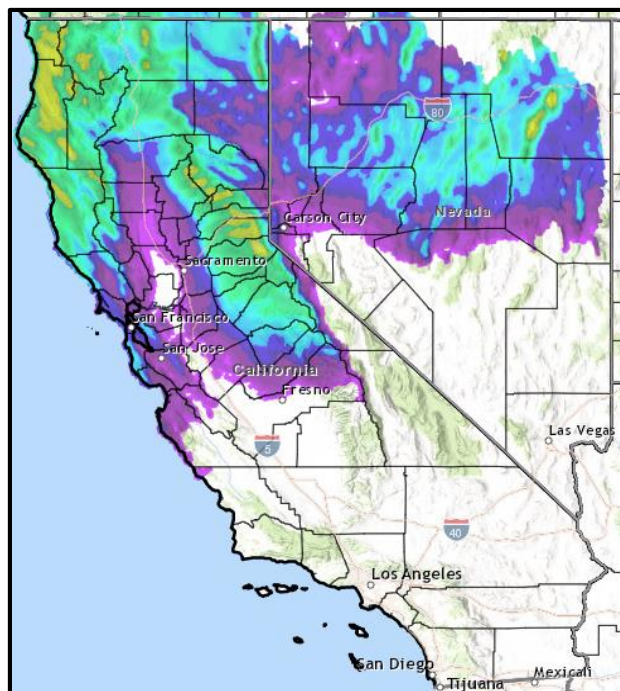 80
Nevada
Carson City
Sacramento
San Francisco
San Jose
California
Fresno
5
Las Vegas
40
Los Angeles
San Diego
Tijuana
Mexicali